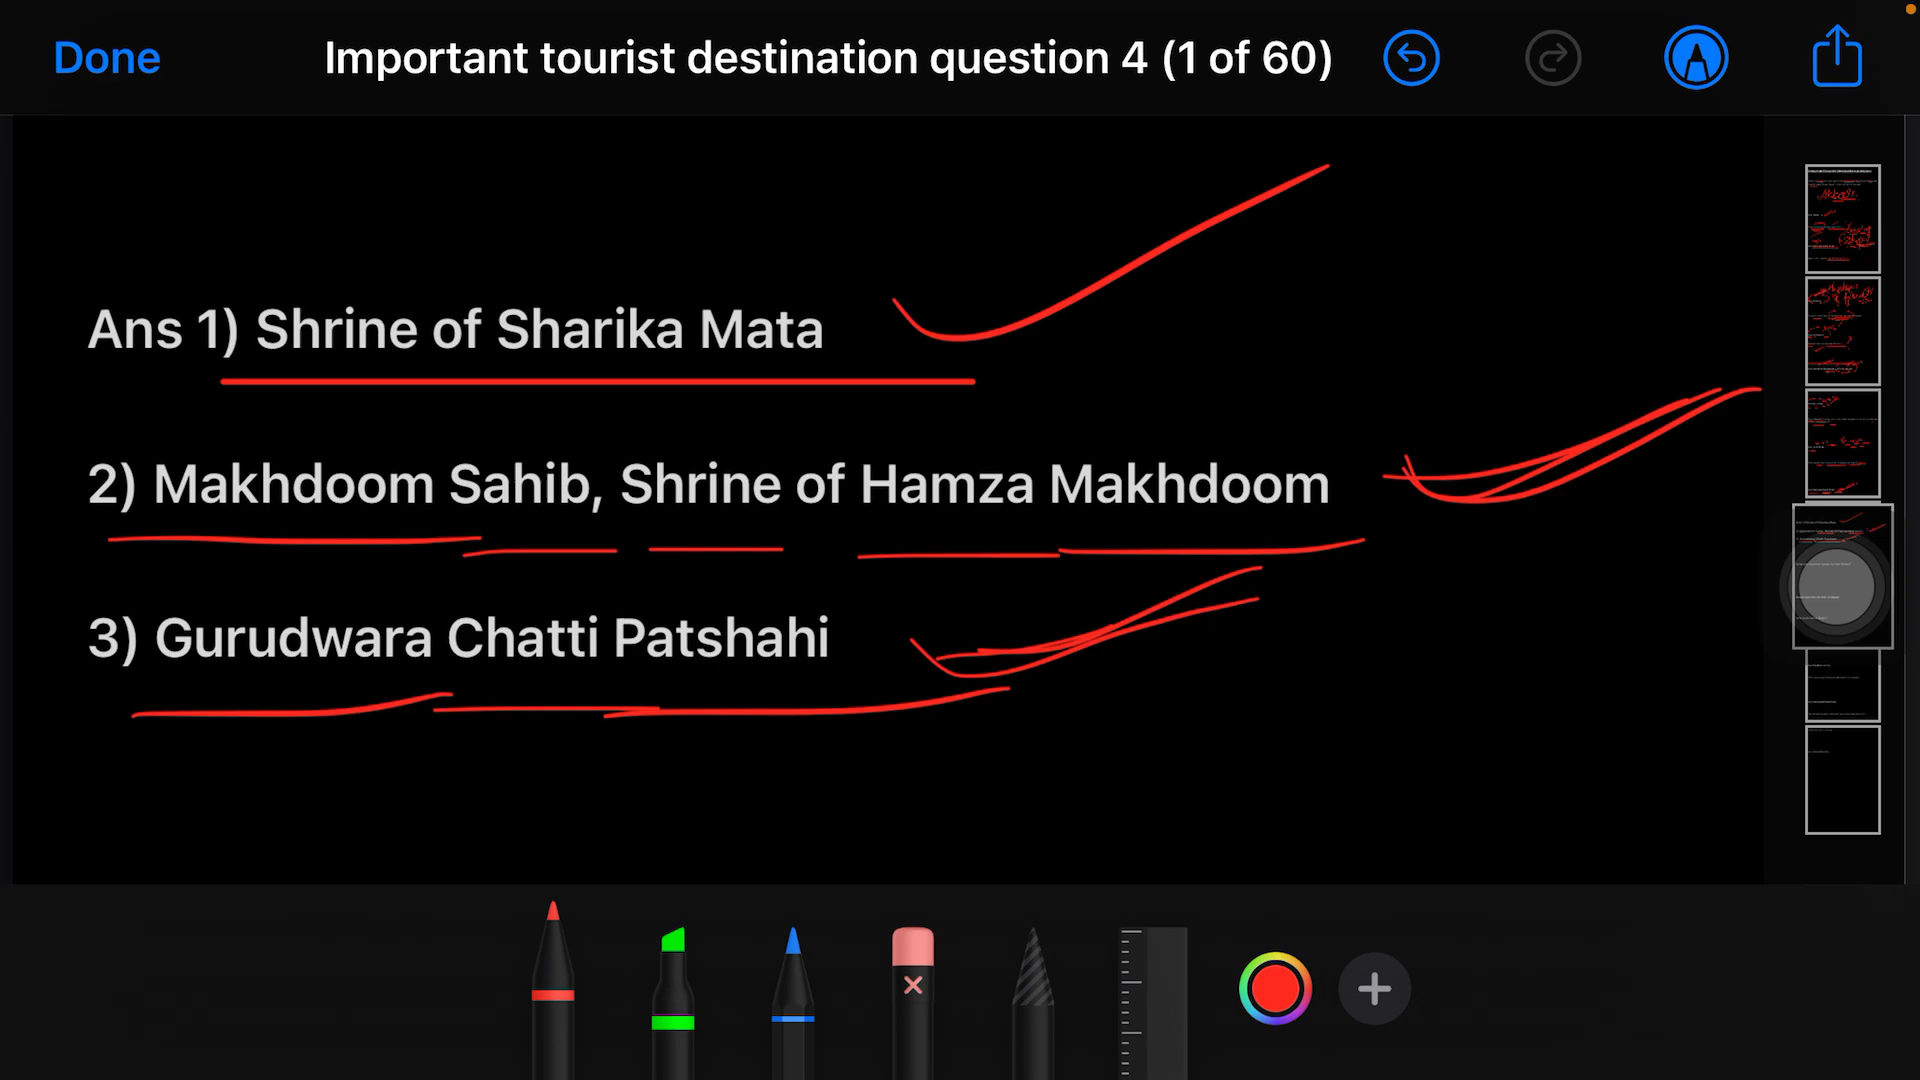 Done
Important tourist destination question 4 (1 of 60)
Ans 1) Shrine of Sharika Mata
2) Makhdoom Sahib, Shrine of Hamza Makhdoom
3) Gurudwara Chatti Patshahi